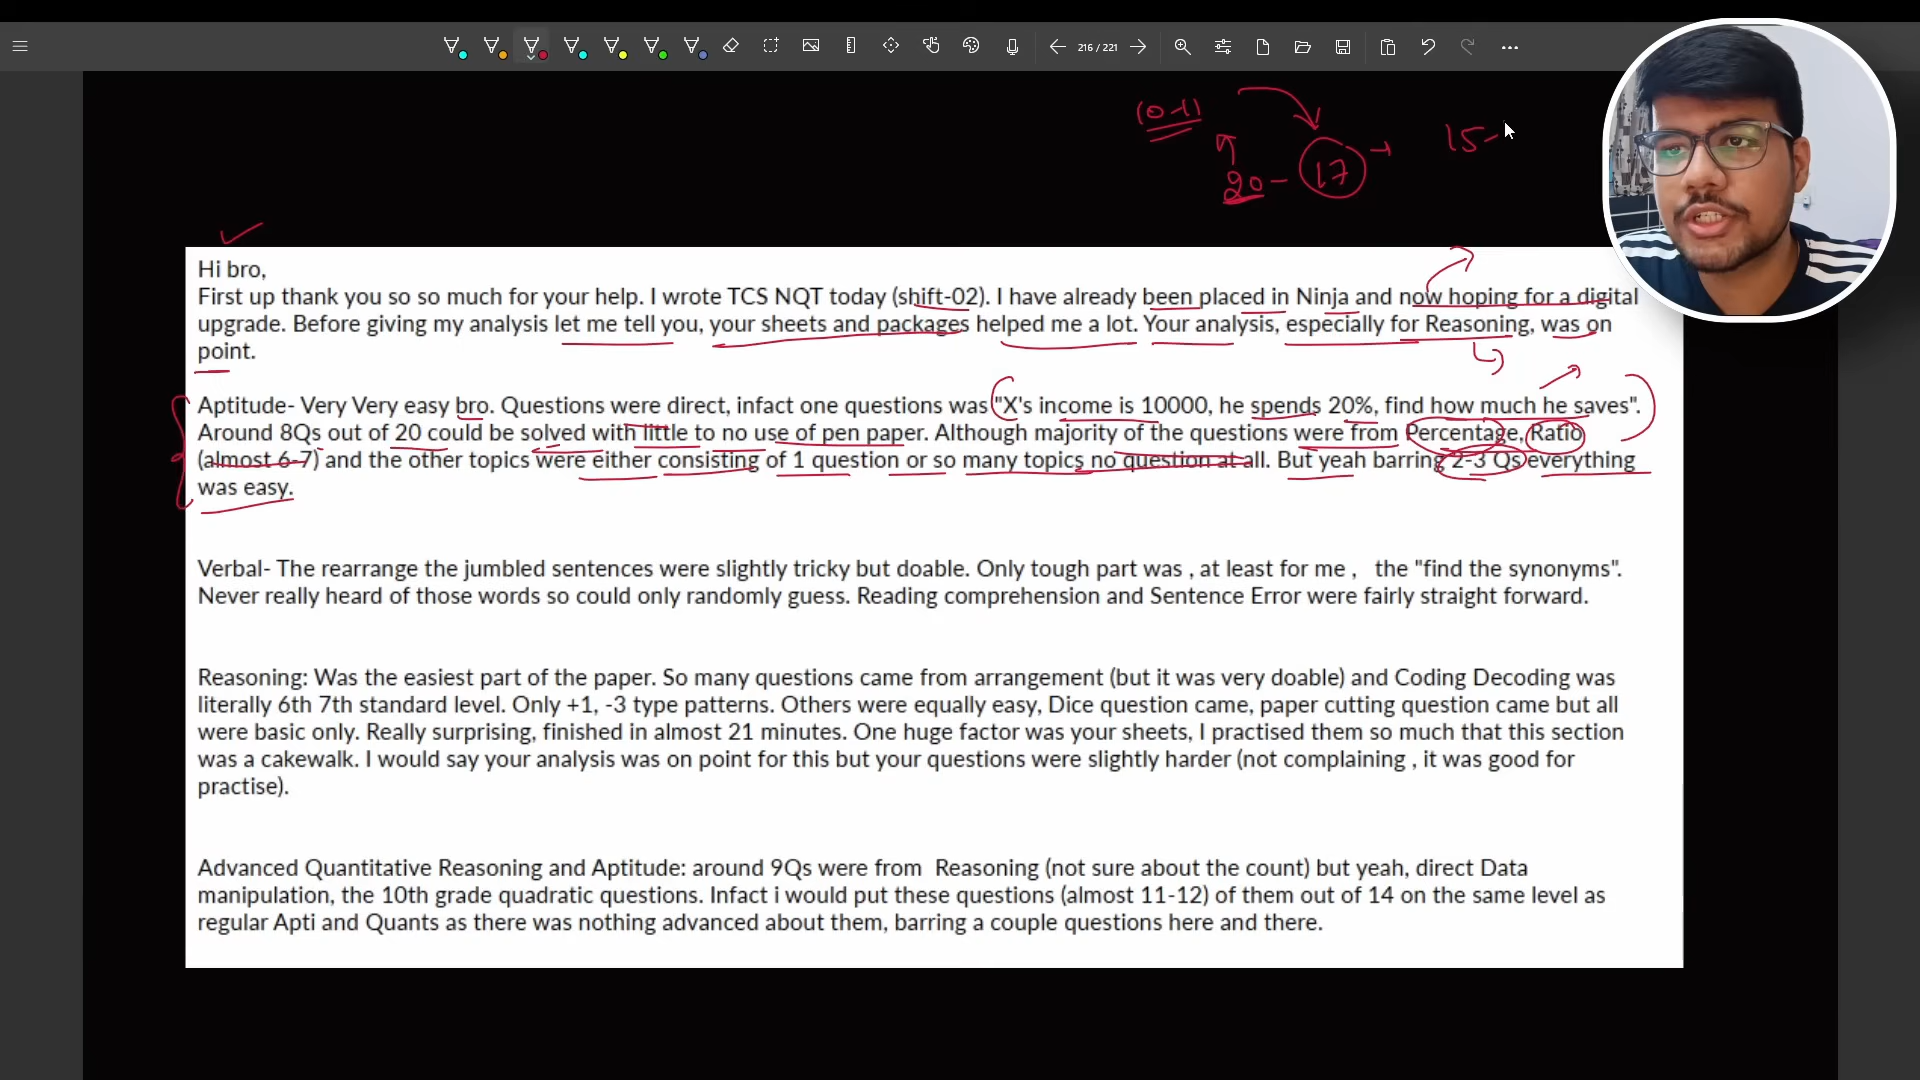 216 / 221
10-11
20-
17
15-
Hi bro,
First up thank you so so much for your help. I wrote TCS NQT today (shift-02). I have already been placed in Ninja and now hoping for a digital
upgrade. Before giving my analysis let me tell you, your sheets and packages helped me a lot. Your analysis, especially for Reasoning, was on
point.
Aptitude- Very Very easy bro. Questions were direct, infact one questions was "X's income is 10000, he spends 20%, find how much he saves".
Around 8Qs out of 20 could be solved with little to no use of pen paper. Although majority of the questions were from Percentage, Ratio
(almost 6-7) and the other topics were either consisting of 1 question or so many topics no question at all. But yeah barring 2-3 Qs everything
was easy.
Verbal- The rearrange the jumbled sentences were slightly tricky but doable. Only tough part was , at least for me , the "find the synonyms".
Never really heard of those words so could only randomly guess. Reading comprehension and Sentence Error were fairly straight forward.
Reasoning: Was the easiest part of the paper. So many questions came from arrangement (but it was very doable) and Coding Decoding was
literally 6th 7th standard level. Only +1, -3 type patterns. Others were equally easy, Dice question came, paper cutting question came but all
were basic only. Really surprising, finished in almost 21 minutes. One huge factor was your sheets, I practised them so much that this section
was a cakewalk. I would say your analysis was on point for this but your questions were slightly harder (not complaining , it was good for
practise).
Advanced Quantitative Reasoning and Aptitude: around 9Qs were from Reasoning (not sure about the count) but yeah, direct Data
manipulation, the 10th grade quadratic questions. Infact i would put these questions (almost 11-12) of them out of 14 on the same level as
regular Apti and Quants as there was nothing advanced about them, barring a couple questions here and there.